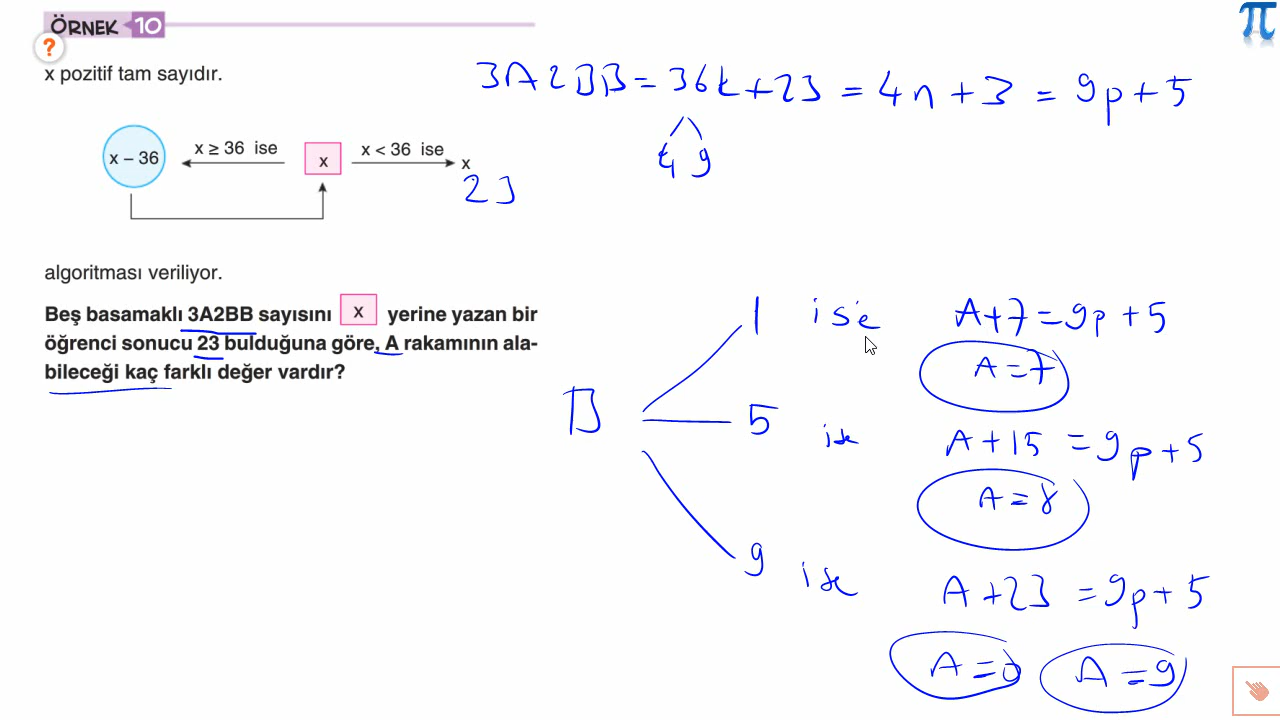 ÖRNEK 10
?
π
x pozitif tam sayıdır.
3A2BB = 36k + 23 = 4n + 3 = 9p + 5
4 9
x – 36
x ≥ 36 ise
x
x < 36 ise
x
23
algoritması veriliyor.
Beş basamaklı 3A2BB sayısını x yerine yazan bir
öğrenci sonucu 23 bulduğuna göre, A rakamının ala-
bileceği kaç farklı değer vardır?
B
1 ise A+7 = 9p + 5
A = 7
5 ise A + 15 = 9p + 5
A = 8
9 ise A + 23 = 9p + 5
A = 0 A = 9